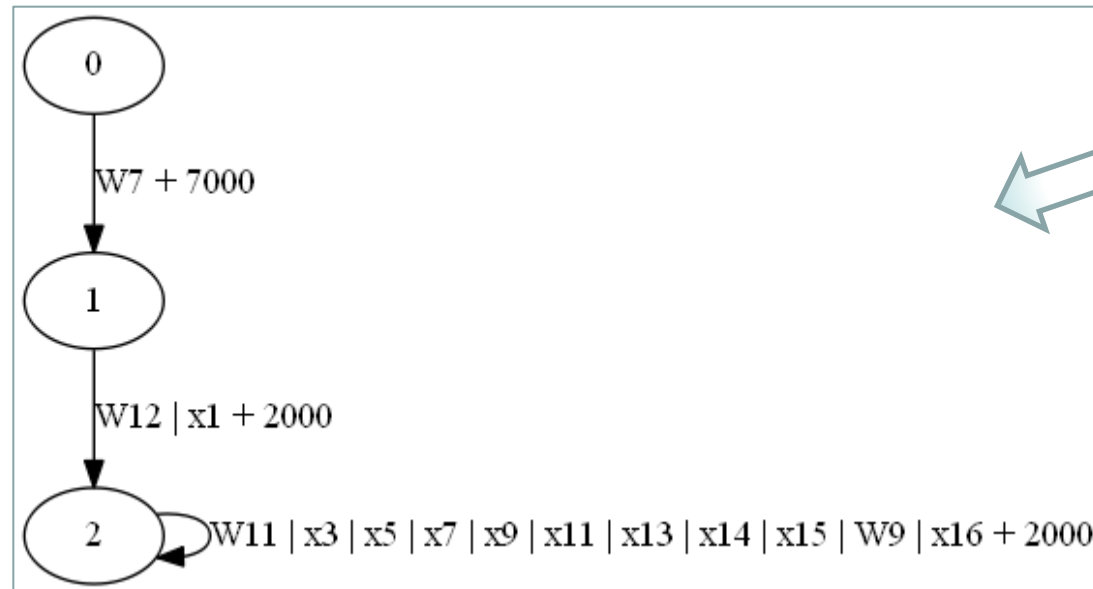 0
W7 + 7000
1
W12 | x1 + 2000
2
W11 | x3 | x5 | x7 | x9 | x11 | x13 | x14 | x15 | W9 | x16 + 2000